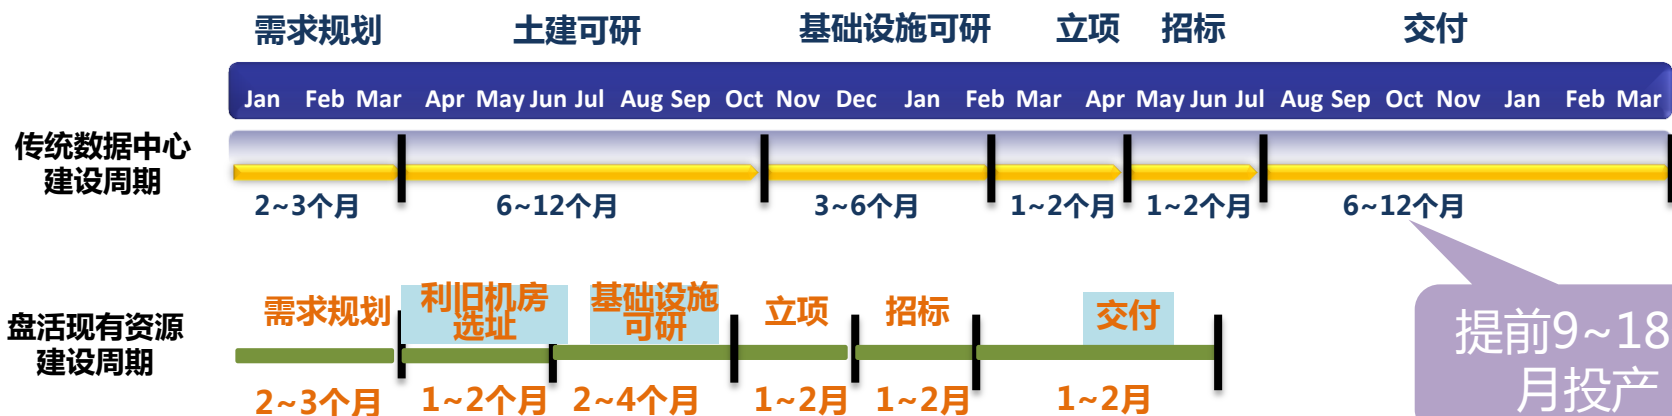 需求规划 土建可研 基础设施可研 立项 招标 交付
Jan Feb Mar Apr May Jun Jul Aug Sep Oct Nov Dec Jan Feb Mar Apr May Jun Jul Aug Sep Oct Nov Jan Feb Mar
传统数据中心
建设周期
2~3个月 6~12个月 3~6个月 1~2个月 1~2个月 6~12个月
盘活现有资源
建设周期
需求规划 利旧机房 基础设施 立项 招标 交付
选址 可研
2~3个月 1~2个月 2~4个月 1~2月 1~2月 1~2月
提前9~18
月投产